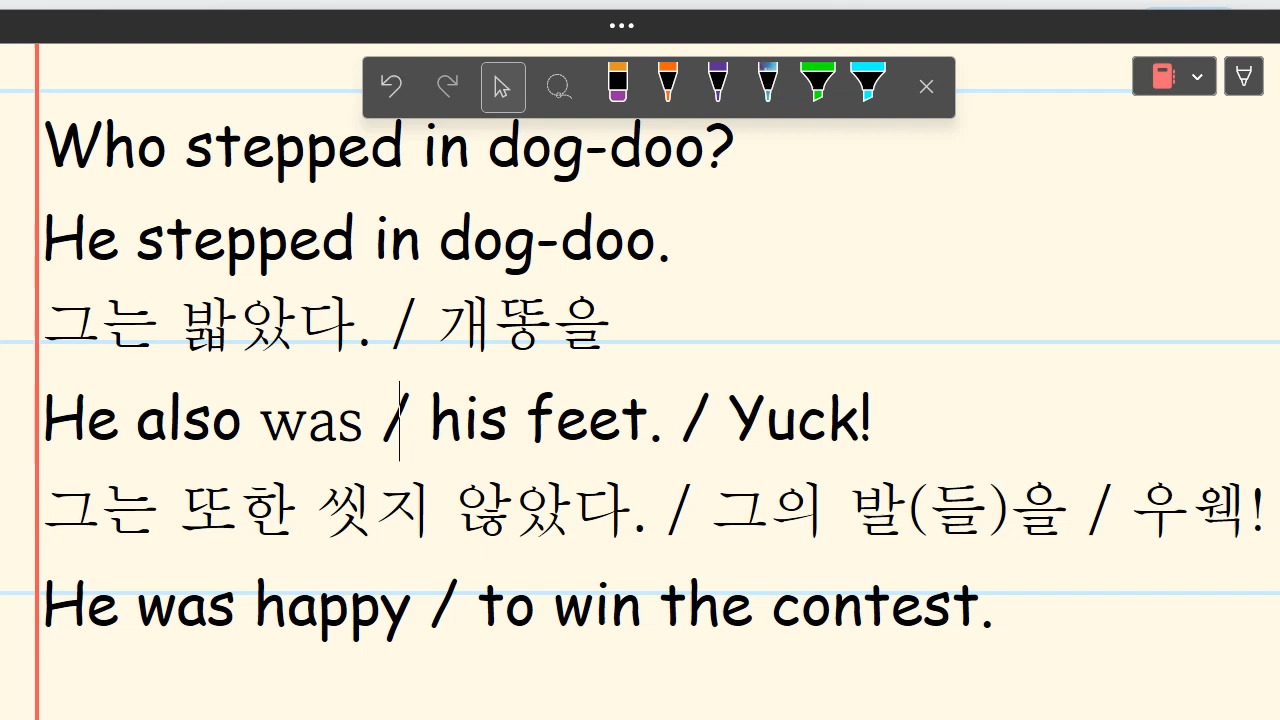 Who stepped in dog-doo?
He stepped in dog-doo.
그는 밟았다. / 개똥을
He also was / his feet. / Yuck!
그는 또한 씻지 않았다. / 그의 발(들)을 / 우웩!
He was happy / to win the contest.